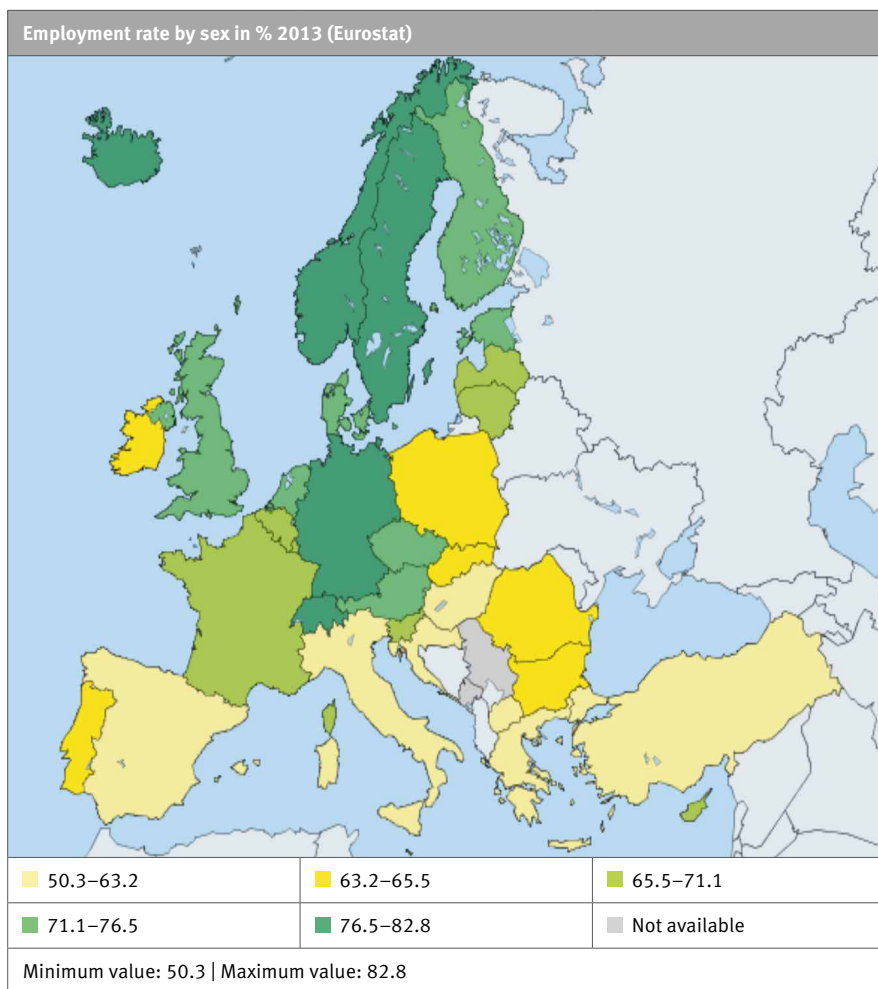 Employment rate by sex in % 2013 (Eurostat)
50.3–63.2
63.2–65.5
65.5–71.1
71.1–76.5
76.5–82.8
Not available
Minimum value: 50.3 | Maximum value: 82.8